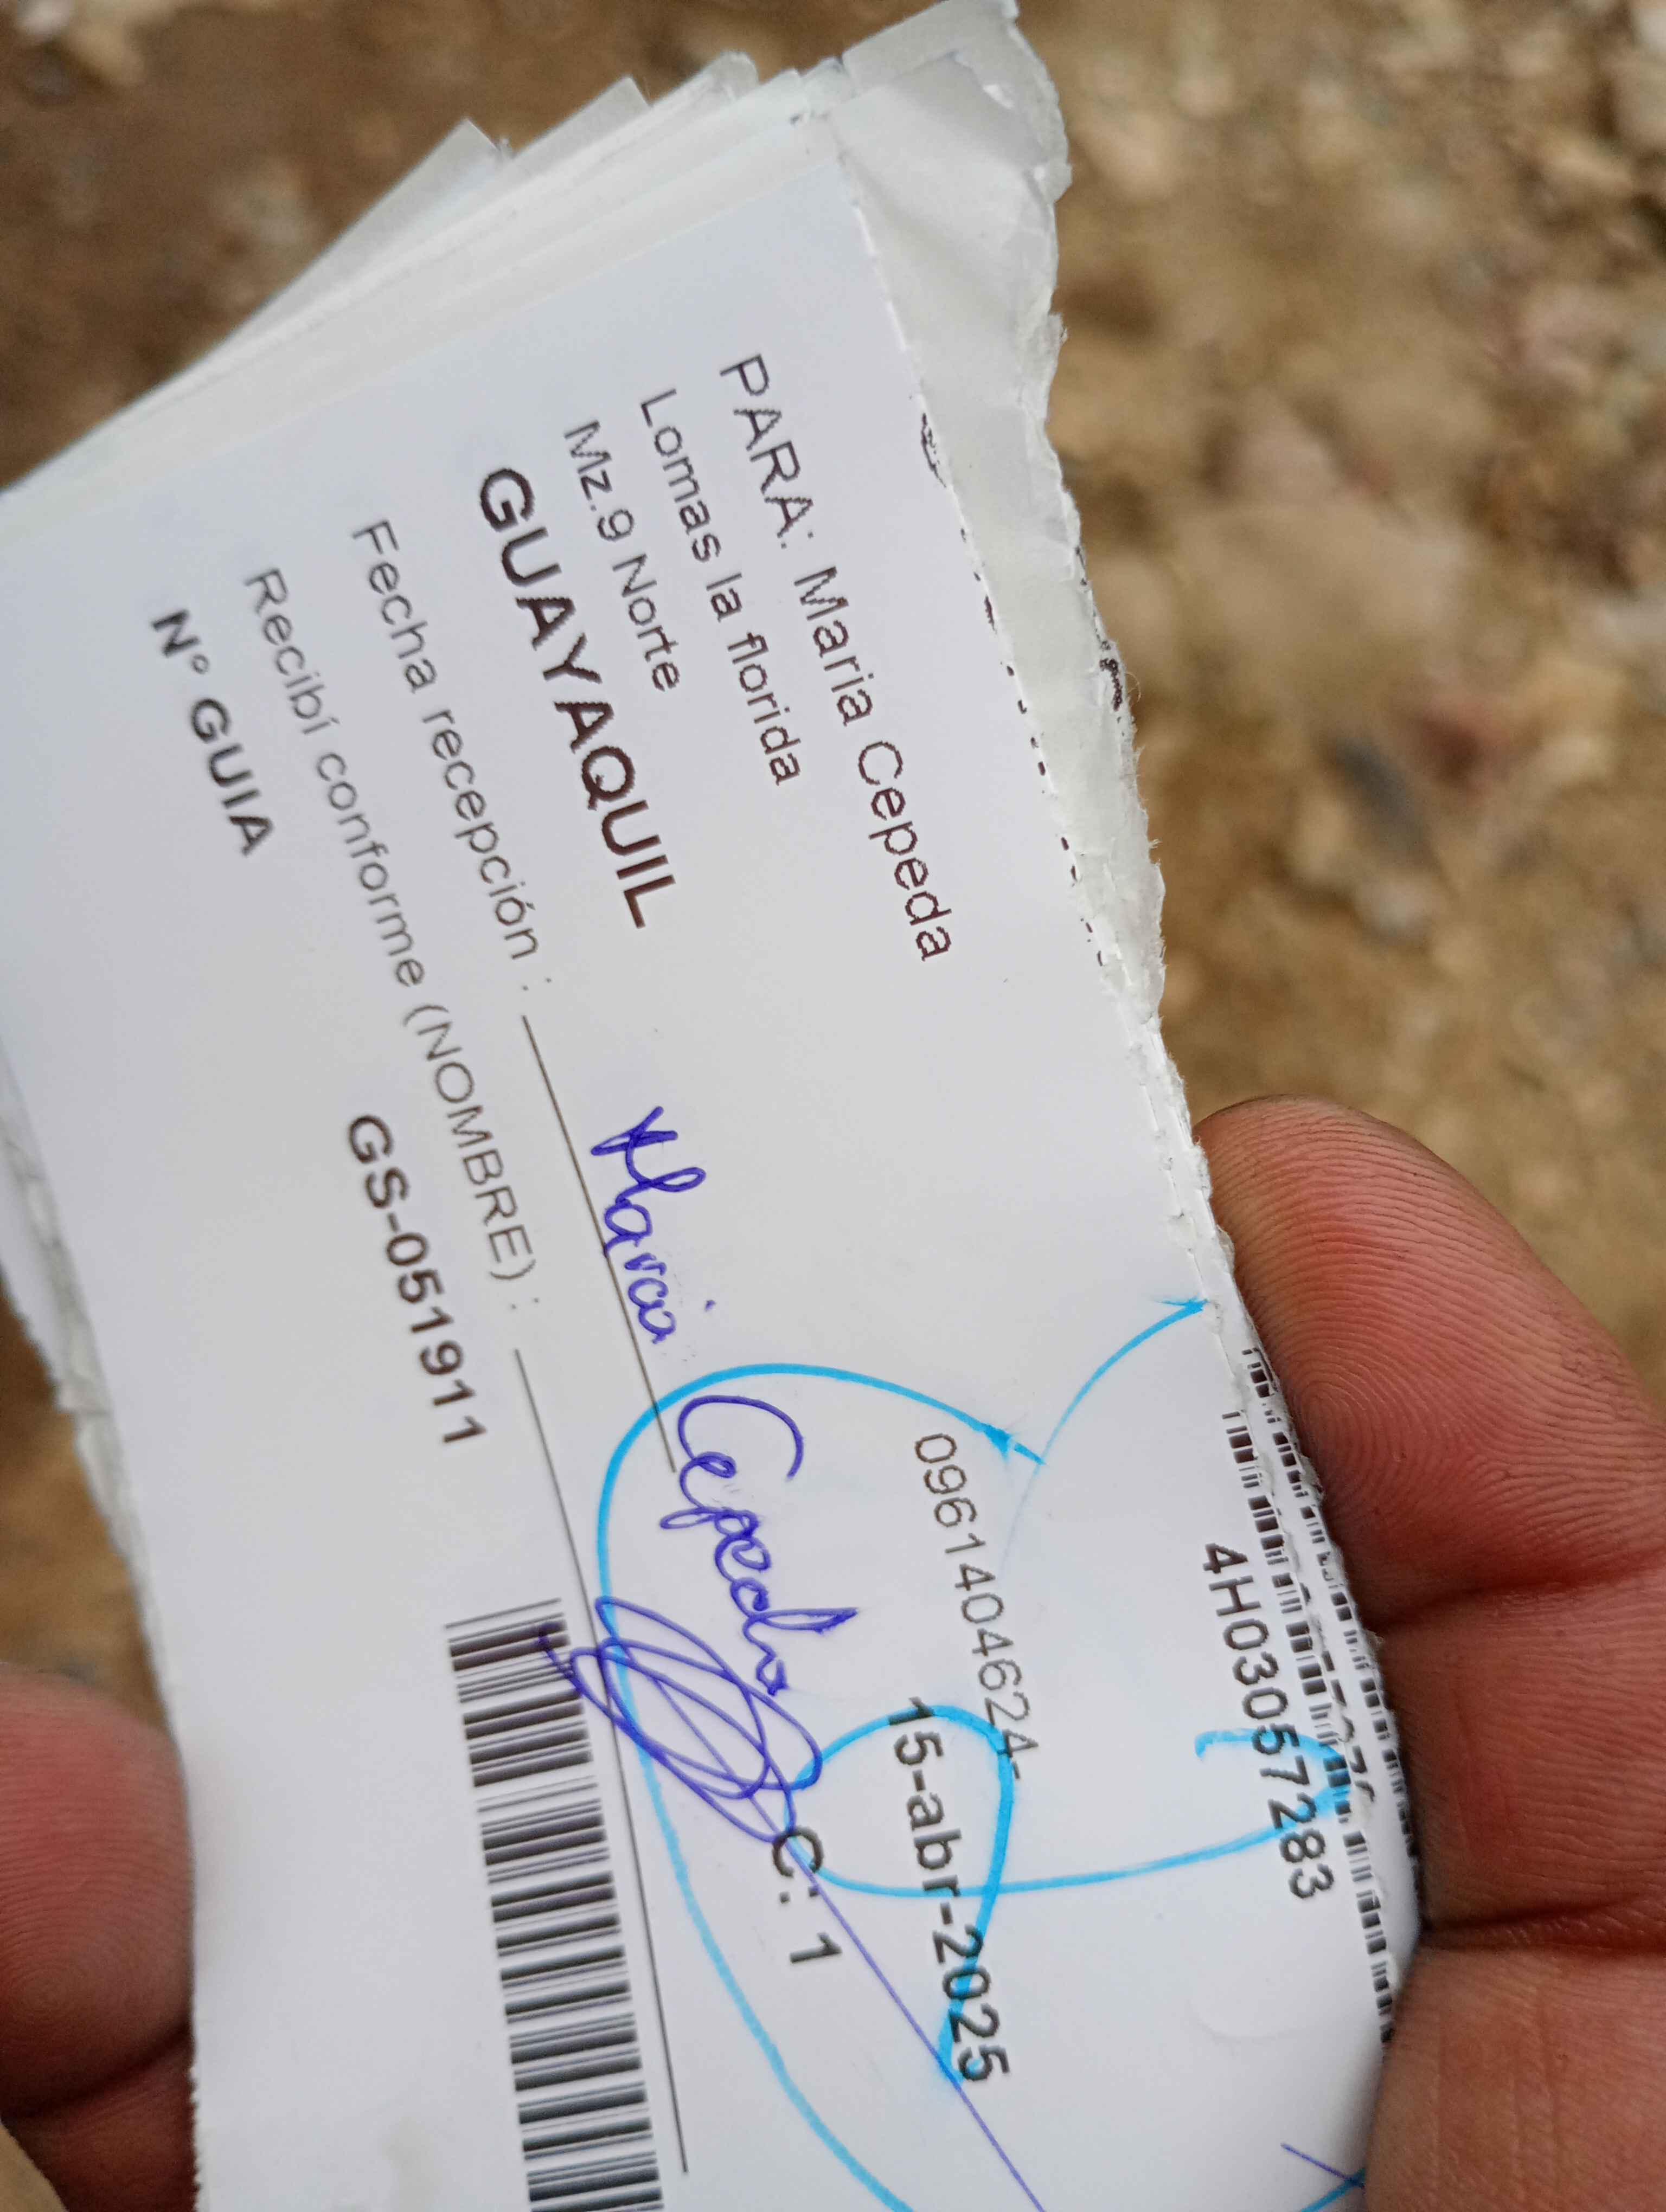 4H030572283
PARA: Maria Cepeda
0961404624-
Lomas la florida
Mz.9 Norte
15-abr-2025
GUAYAQUIL
C: 1
Fecha recepción :
Maria Cepeda
Recibí conforme (NOMBRE) :
N° GUIA GS-051911